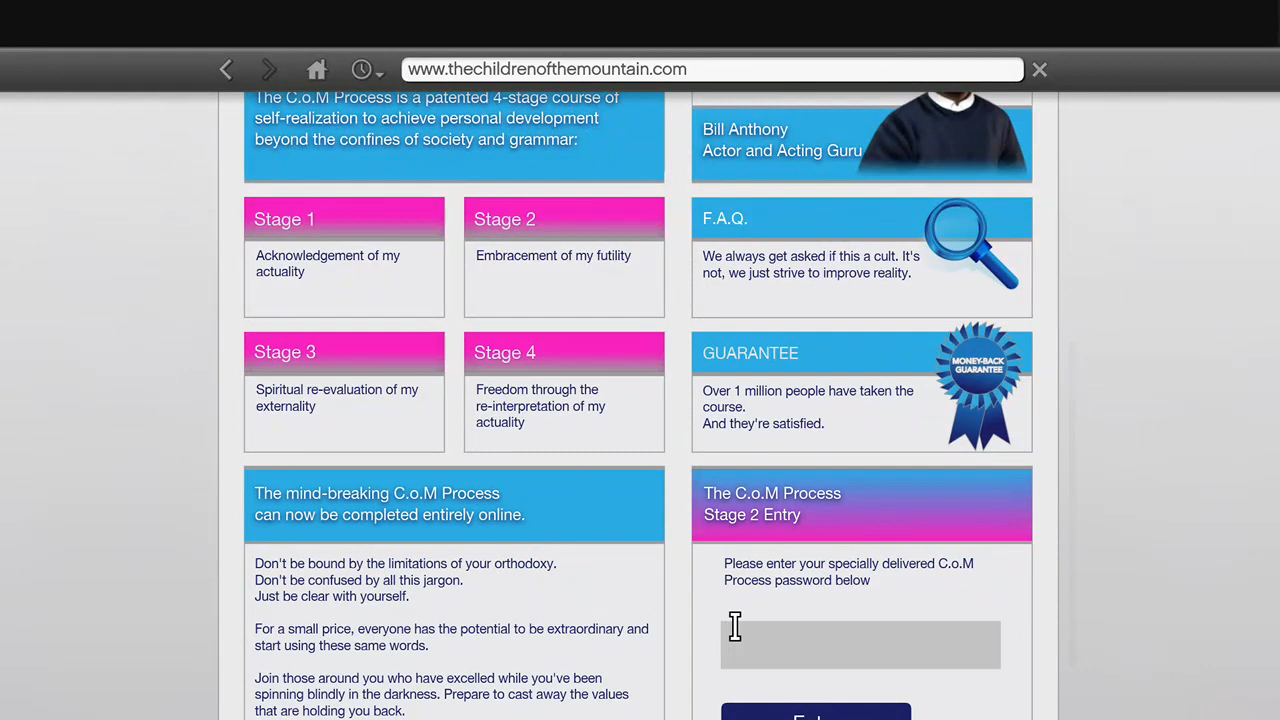 www.thechildrenofthemountain.com
The C.o.M Process is a patented 4-stage course of
self-realization to achieve personal development
beyond the confines of society and grammar:
Bill Anthony
Actor and Acting Guru
Stage 1
Acknowledgement of my
actuality
Stage 2
Embracement of my futility
F.A.Q.
We always get asked if this a cult. It's
not, we just strive to improve reality.
Stage 3
Spiritual re-evaluation of my
externality
Stage 4
Freedom through the
re-interpretation of my
actuality
GUARANTEE
Over 1 million people have taken the
course.
And they're satisfied.
MONEY-BACK
GUARANTEE
The mind-breaking C.o.M Process
can now be completed entirely online.
Don't be bound by the limitations of your orthodoxy.
Don't be confused by all this jargon.
Just be clear with yourself.
For a small price, everyone has the potential to be extraordinary and
start using these same words.
Join those around you who have excelled while you've been
spinning blindly in the darkness. Prepare to cast away the values
that are holding you back.
The C.o.M Process
Stage 2 Entry
Please enter your specially delivered C.o.M
Process password below